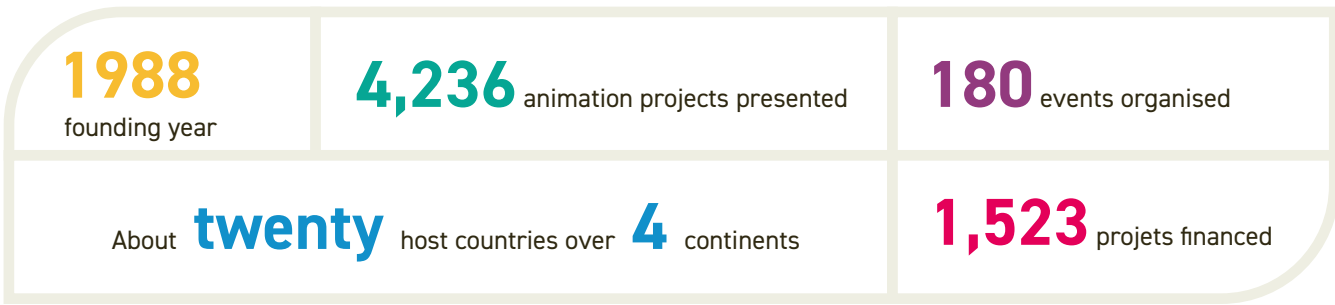 1988
founding year
4,236 animation projects presented
180 events organised
About twenty host countries over 4 continents
1,523 projets financed